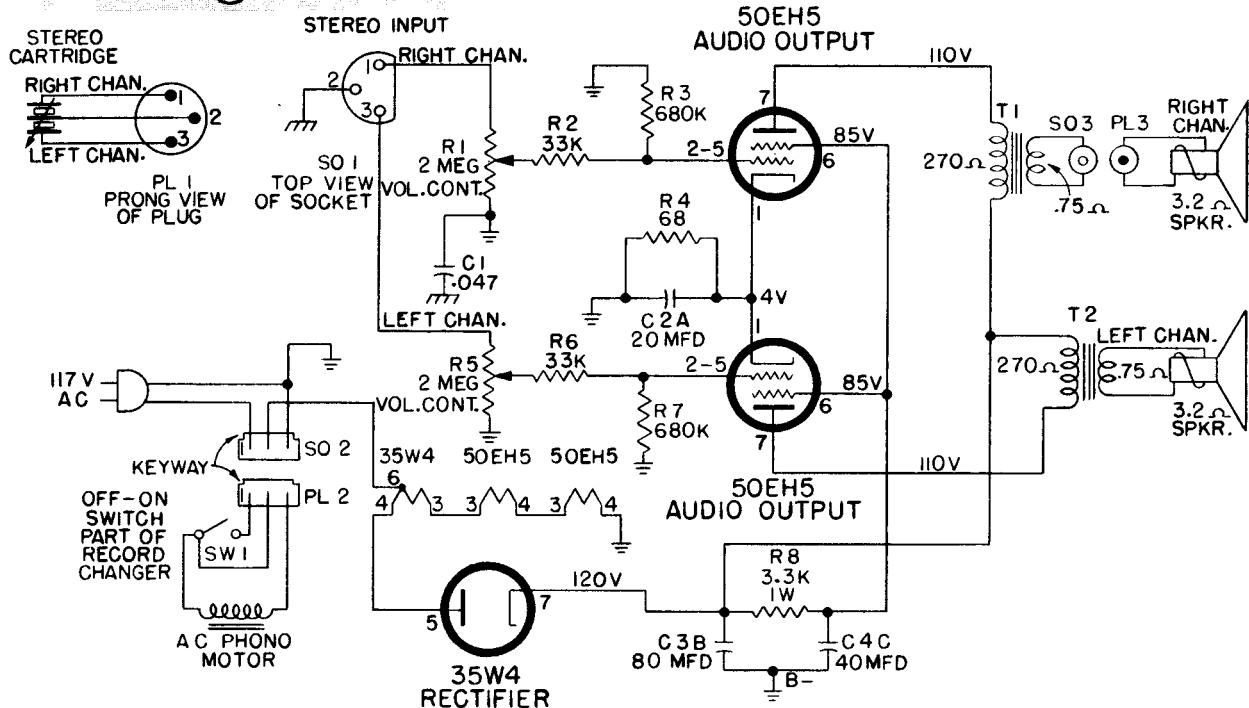 STEREO
CARTRIDGE
RIGHT CHAN.
LEFT CHAN.
1
2
3
PL 1
PRONG VIEW
OF PLUG
STEREO INPUT
1
2
3
RIGHT CHAN.
SO 1
TOP VIEW
OF SOCKET
R1
2 MEG
VOL.CONT.
C1
.047
LEFT CHAN.
R2
33K
R3
680K
50EH5
AUDIO OUTPUT
7
2-5
6
1
110V
85V
R4
68
C2A
20 MFD
4V
T1
270Ω
.75Ω
SO3
PL3
RIGHT
CHAN.
3.2Ω
SPKR.
R5
2 MEG
VOL.CONT.
R6
33K
R7
680K
1
2-5
6
7
85V
110V
50EH5
AUDIO OUTPUT
T2
270Ω
.75Ω
LEFT CHAN.
3.2Ω
SPKR.
117V
AC
SO 2
KEYWAY
PL 2
OFF-ON
SWITCH
PART OF
RECORD
CHANGER
SW1
AC PHONO
MOTOR
35W4
50EH5
50EH5
6
4
3
3
4
3
4
5
7
120V
35W4
RECTIFIER
R8
3.3K
1W
C3B
80 MFD
C4C
40MFD
B-